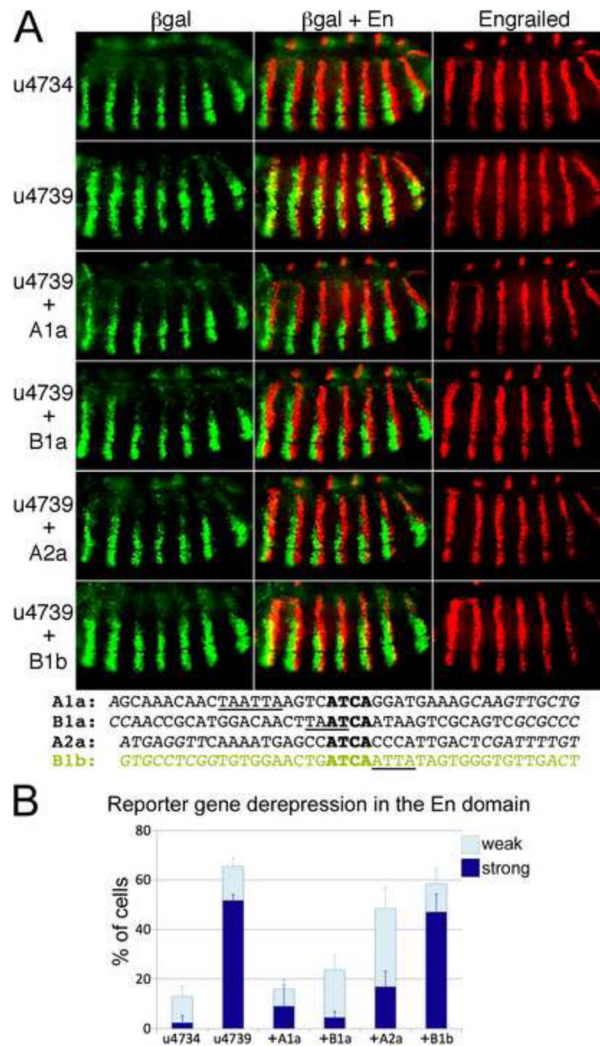 A
βgal βgal + En Engrailed
u4734
u4739
u4739
+
A1a
u4739
+
B1a
u4739
+
A2a
u4739
+
B1b
A1a: AGCAAACAACTAATTAAGTCATCAGGATGAAAGCAAGTTGCTG
B1a: CCAACCGCATGGACAACTTAATCAATAAGTCGCAGTCGCGCCC
A2a: ATGAGGTTCAAAATGAGCCATCACCCATTGACTCGATTTTGT
B1b: GTGCCTCGGTGTGGAACTGATCAATTATAGTGGGTGTTGACT
B
Reporter gene derepression in the En domain
weak
strong
% of cells
80
60
40
20
0
u4734 u4739 +A1a +B1a +A2a +B1b